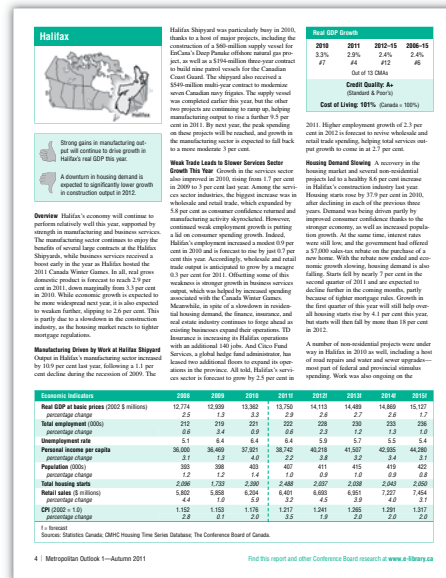 Halifax
Halifax
Strong gains in manufacturing out-
put will continue to drive growth in
Halifax's real GDP this year.
A downturn in housing demand is
expected to significantly lower growth
in construction output in 2012.
Overview Halifax's economy will continue to
perform relatively well this year, supported by
strength in manufacturing and business services.
The manufacturing sector continues to enjoy the
benefits of several large contracts at the Halifax
Shipyards, while business services received a
boost early in the year as Halifax hosted the
2011 Canada Winter Games. In all, real gross
domestic product is forecast to reach 2.9 per cent
in 2011, down marginally from 3.3 per cent in
2010. While economic growth is expected to
be more widespread next year, it is also expected
to weaken further, slipping to 2.6 per cent. This
is partly due to a slowdown in the construction
industry, as the housing market reacts to tighter
mortgage regulations.
Manufacturing Driven by Work at Halifax Shipyard
Output in Halifax's manufacturing sector increased
by 10.9 per cent last year, following a 1.1 per
cent decline during the recession of 2009. The
Halifax Shipyard was particularly busy in 2010,
thanks to a host of major projects, including the
construction of a $60-million supply vessel for
EnCana's Deep Panuke offshore natural gas pro-
ject, as well as a $194-million three-year contract
to build nine patrol vessels for the Canadian
Coast Guard. The shipyard also received a
$549-million multi-year contract to modernize
seven Canadian navy frigates. The supply vessel
was completed earlier this year, but the other
two projects are continuing to ramp up, helping
manufacturing output to rise a further 9.5 per
cent in 2011. By next year, the peak spending
on these projects will be reached, and growth in
the manufacturing sector is expected to fall back
to a more moderate 3 per cent.
Weak Trade Leads to Slower Services Sector
Growth This Year Growth in the services sector
also improved in 2010, rising from 1.7 per cent
in 2009 to 3 per cent last year. Among the serv-
ices sector industries, the biggest increase was in
wholesale and retail trade, which expanded by
5.8 per cent as consumer confidence returned and
manufacturing activity skyrocketed. However,
continued weak employment growth is putting
a lid on consumer spending growth. Indeed,
Halifax's employment increased a modest 0.9 per
cent in 2010 and is forecast to rise by just 0.7 per
cent this year. Accordingly, wholesale and retail
trade output is anticipated to grow by a meagre
0.3 per cent for 2011. Offsetting some of this
weakness is stronger growth in business services
output, which was helped by increased spending
associated with the Canada Winter Games.
Meanwhile, in spite of a slowdown in residen-
tial housing demand, the finance, insurance, and
real estate industry continues to forge ahead as
existing businesses expand their operations. TD
Insurance is increasing its Halifax operations
with an additional 140 jobs. And Citco Fund
Services, a global hedge fund administrator, has
leased two additional floors to expand its oper-
ations in the province. All told, Halifax's servi-
ces sector is forecast to grow by 2.5 per cent in
Real GDP Growth
2010 2011 2012–15 2006–15
3.3% 2.9% 2.4% 2.4%
#7 #4 #12 #6
Out of 13 CMAs
Credit Quality: A+
(Standard & Poor's)
Cost of Living: 101% (Canada = 100%)
2011. Higher employment growth of 2.3 per
cent in 2012 is forecast to revive wholesale and
retail trade spending, helping total services out-
put growth to come in at 2.7 per cent.
Housing Demand Slowing A recovery in the
housing market and several non-residential
projects led to a healthy 8.6 per cent increase
in Halifax's construction industry last year.
Housing starts rose by 37.9 per cent in 2010,
after declining in each of the previous three
years. Demand was being driven partly by
improved consumer confidence thanks to the
stronger economy, as well as increased popula-
tion growth. At the same time, interest rates
were still low, and the government had offered
a $7,000 sales-tax rebate on the purchase of a
new home. With the rebate now ended and eco-
nomic growth slowing, housing demand is also
falling. Starts fell by nearly 7 per cent in the
second quarter of 2011 and are expected to
decline further in the coming months, partly
because of tighter mortgage rules. Growth in
the first quarter of this year will still help over-
all housing starts rise by 4.1 per cent this year,
but starts will then fall by more than 18 per cent
in 2012.
A number of non-residential projects were under
way in Halifax in 2010 as well, including a host
of road repairs and water and sewer upgrades—
most part of federal and provincial stimulus
spending. Work was also ongoing on the
Economic Indicators 2008 2009 2010 2011f 2012f 2013f 2014f 2015f
Real GDP at basic prices (2002 $ millions) 12,774 12,939 13,362 13,750 14,113 14,489 14,869 15,127
percentage change 2.5 1.3 3.3 2.9 2.6 2.7 2.6 1.7
Total employment (000s) 212 219 221 222 228 230 233 236
percentage change 0.6 3.4 0.9 0.6 2.3 1.2 1.3 1.0
Unemployment rate 5.1 6.4 6.4 6.4 5.9 5.7 5.5 5.4
Personal income per capita 36,000 36,469 37,921 38,742 40,218 41,507 42,935 44,280
percentage change 3.1 1.3 4.0 2.2 3.8 3.2 3.4 3.1
Population (000s) 393 398 403 407 411 415 419 422
percentage change 1.2 1.2 1.4 1.0 0.9 1.0 0.9 0.8
Total housing starts 2,096 1,733 2,390 2,488 2,037 2,038 2,043 2,050
Retail sales ($ millions) 5,802 5,858 6,204 6,401 6,693 6,951 7,227 7,454
percentage change 4.4 1.0 5.9 3.2 4.5 3.9 4.0 3.1
CPI (2002 = 1.0) 1.152 1.153 1.176 1.217 1.241 1.265 1.291 1.317
percentage change 2.8 0.1 2.0 3.5 1.9 2.0 2.0 2.0
f = forecast
Sources: Statistics Canada; CMHC Housing Time Series Database; The Conference Board of Canada.
4 | Metropolitan Outlook 1—Autumn 2011
Find this report and other Conference Board research at www.e-library.ca